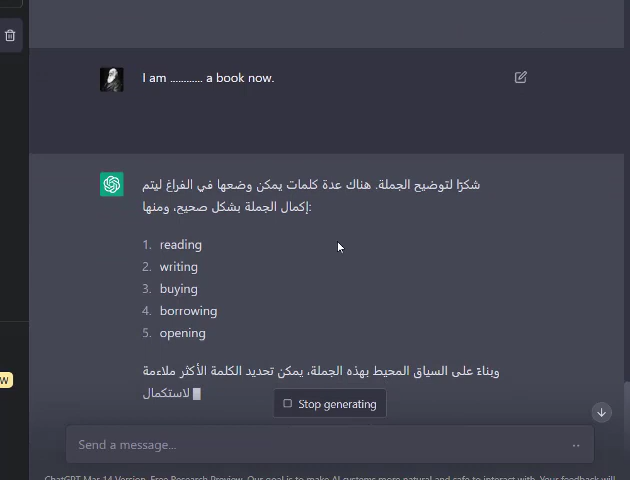 I am ............ a book now.
شكرًا لتوضيح الجملة. هناك عدة كلمات يمكن وضعها في الفراغ ليتم
إكمال الجملة بشكل صحيح، ومنها:
1. reading
2. writing
3. buying
4. borrowing
5. opening
وبناءً على السياق المحيط بهذه الجملة، يمكن تحديد الكلمة الأكثر ملاءمة
لاستكمال
Stop generating
W
Send a message...
ChatGPT Mar 14 Version. Free Research Preview. Our goal is to make AI systems more natural and safe to interact with. Your feedback will